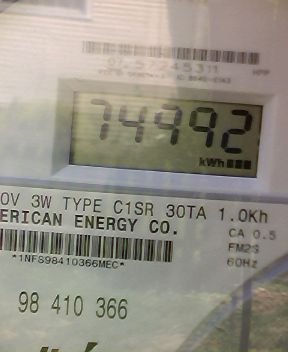 74992
kWh
0V 3W TYPE C1SR 30TA 1.0Kh
ERICAN ENERGY CO.
CA 0.5
FM2S
60Hz
*1NFS98410366MEC*
98 410 366